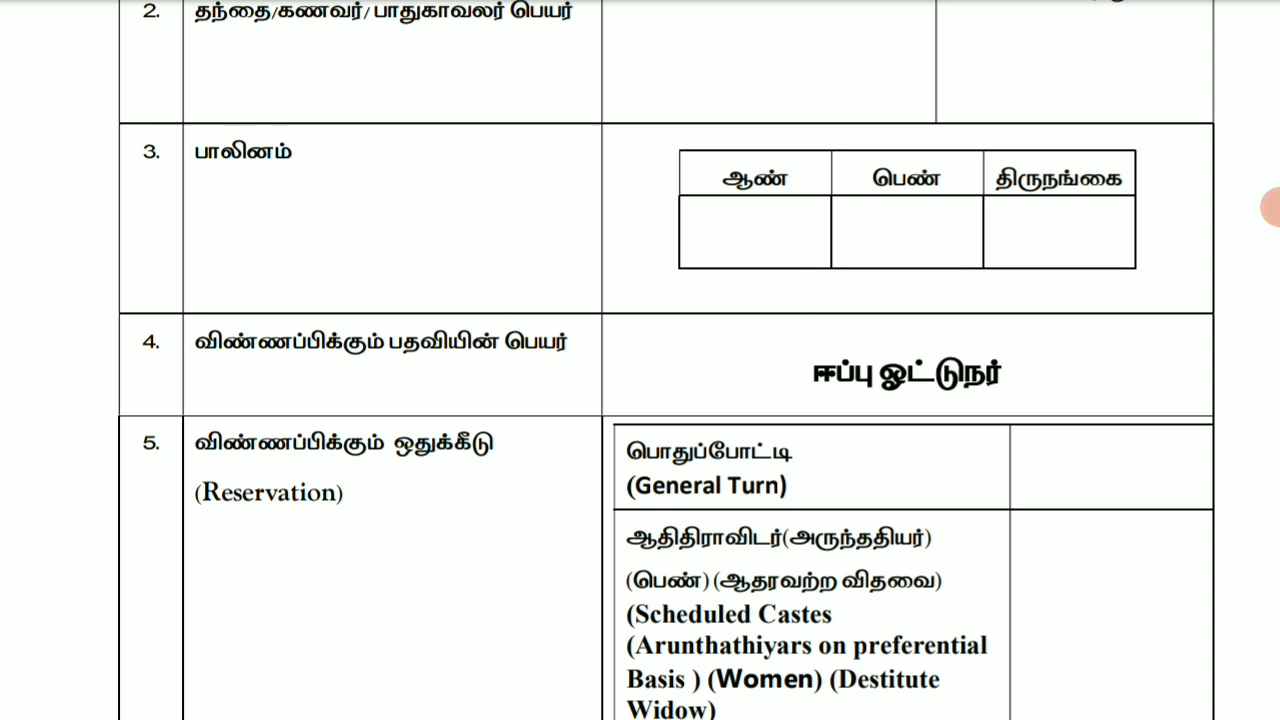 2. தந்தை/கணவர்/ பாதுகாவலர் பெயர்
3. பாலினம்
ஆண் பெண் திருநங்கை
4. விண்ணப்பிக்கும் பதவியின் பெயர்
ஈப்பு ஓட்டுநர்
5. விண்ணப்பிக்கும் ஒதுக்கீடு
(Reservation)
பொதுப்போட்டி
(General Turn)
ஆதிதிராவிடர்(அருந்ததியர்)
(பெண்) (ஆதரவற்ற விதவை)
(Scheduled Castes
(Arunthathiyars on preferential
Basis ) (Women) (Destitute
Widow)